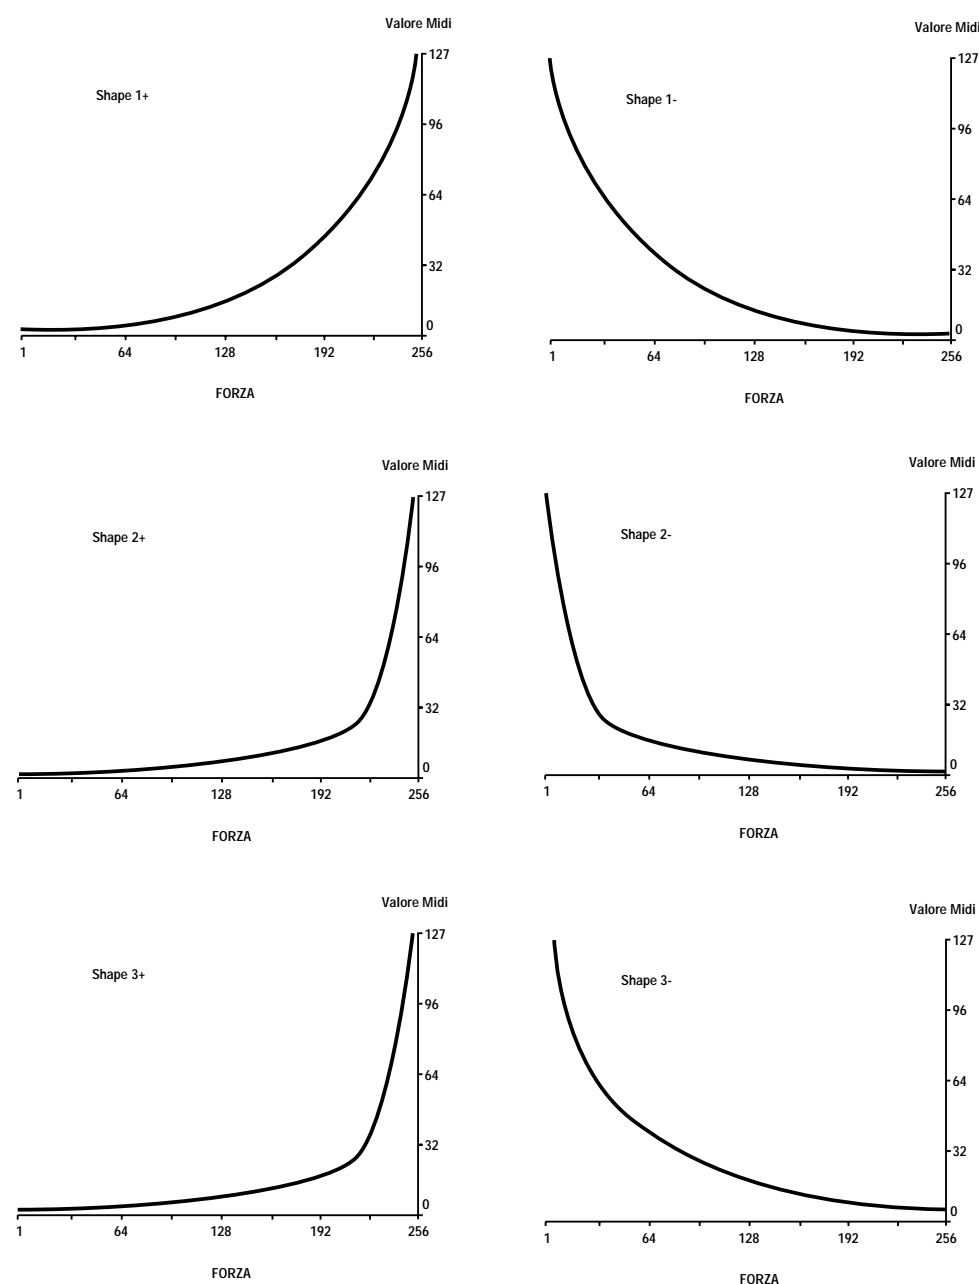 Valore Midi
127
Shape 1+
96
64
32
0
1 64 128 192 256
FORZA
Valore Midi
127
Shape 1-
96
64
32
0
1 64 128 192 256
FORZA
Valore Midi
127
Shape 2+
96
64
32
0
1 64 128 192 256
FORZA
Valore Midi
127
Shape 2-
96
64
32
0
1 64 128 192 256
FORZA
Valore Midi
127
Shape 3+
96
64
32
0
1 64 128 192 256
FORZA
Valore Midi
127
Shape 3-
96
64
32
0
1 64 128 192 256
FORZA